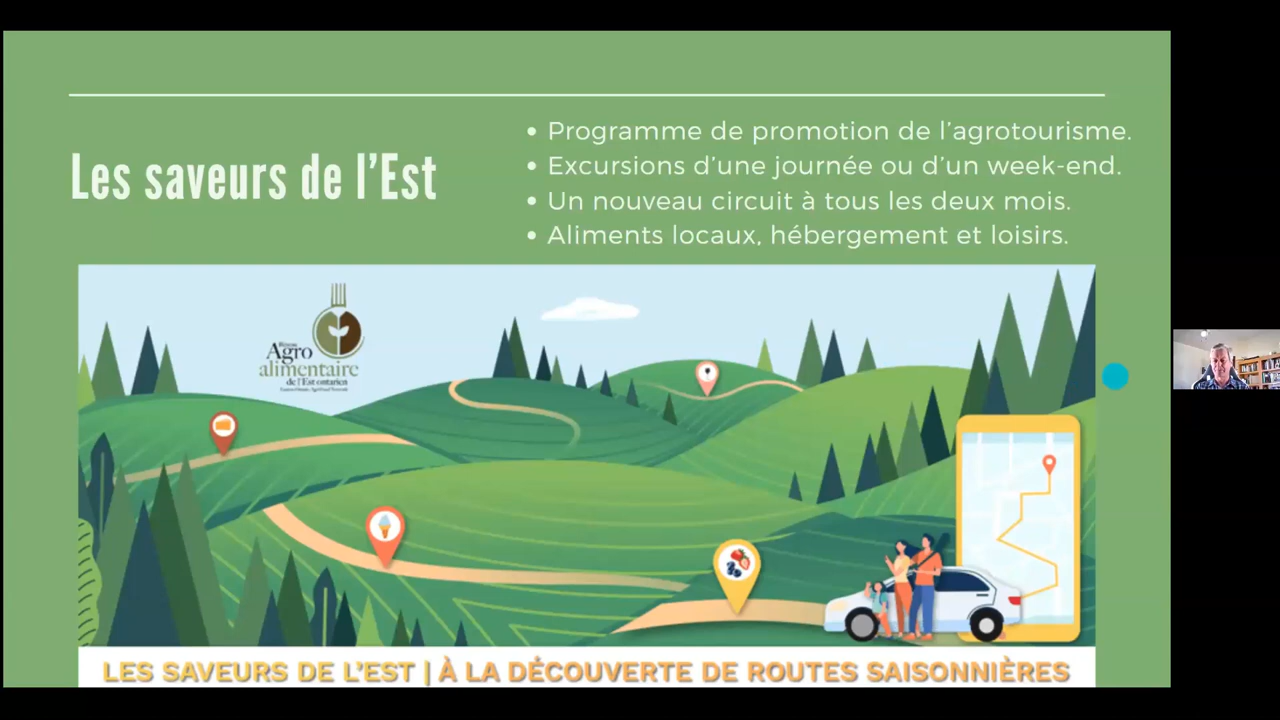 Les saveurs de l’Est
• Programme de promotion de l’agrotourisme.
• Excursions d’une journée ou d’un week-end.
• Un nouveau circuit à tous les deux mois.
• Aliments locaux, hébergement et loisirs.
Réseau
Agro
alimentaire
de l'Est ontarien
LES SAVEURS DE L’EST | À LA DÉCOUVERTE DE ROUTES SAISONNIÈRES